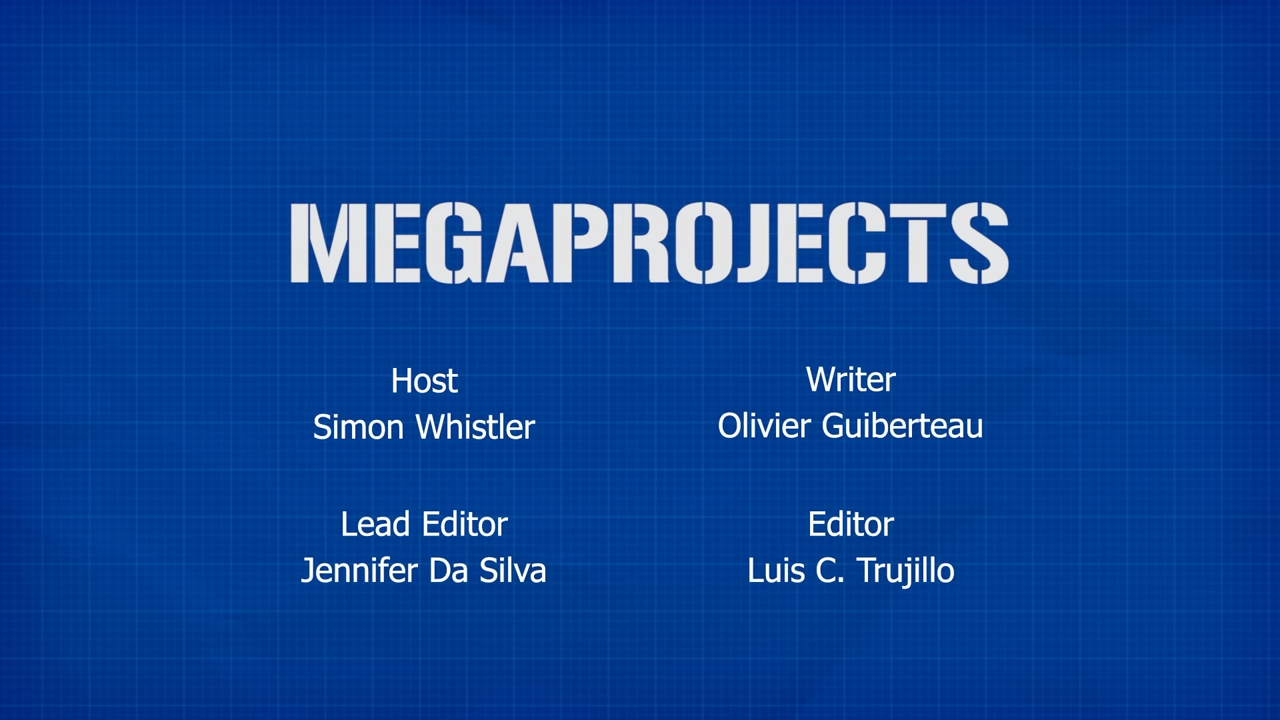 MEGAPROJECTS
Host
Simon Whistler
Writer
Olivier Guiberteau
Lead Editor
Jennifer Da Silva
Editor
Luis C. Trujillo